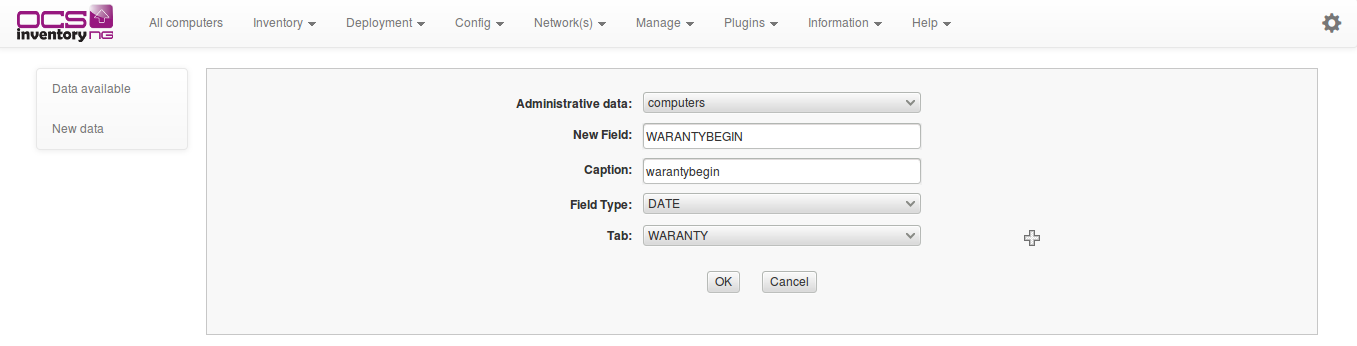 OCS
inventory NG
All computers Inventory Deployment Config Network(s) Manage Plugins Information Help
Data available
New data
Administrative data: computers
New Field: WARANTYBEGIN
Caption: warantybegin
Field Type: DATE
Tab: WARANTY
OK Cancel